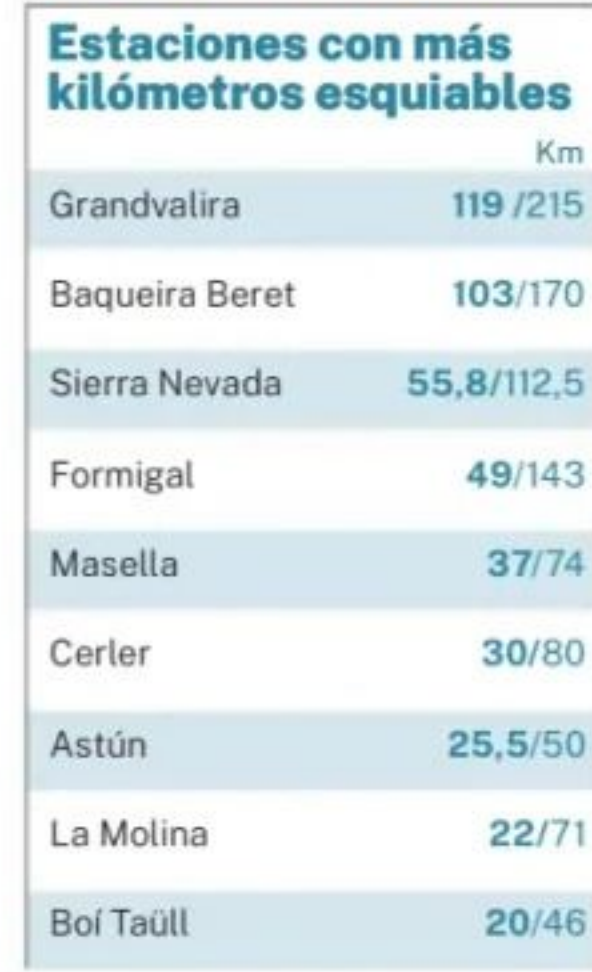 Estaciones con más
kilómetros esquiables
Km
Grandvalira 119 /215
Baqueira Beret 103/170
Sierra Nevada 55,8/112,5
Formigal 49/143
Masella 37/74
Cerler 30/80
Astún 25,5/50
La Molina 22/71
Boí Taüll 20/46